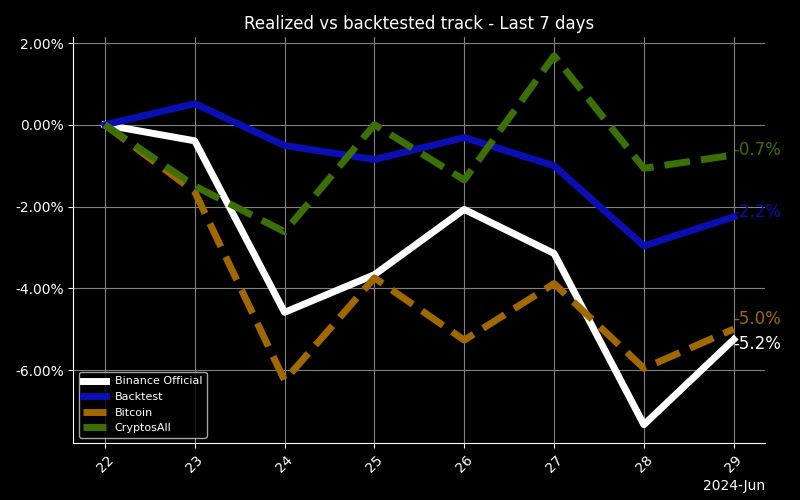 Realized vs backtested track - Last 7 days
2.00%
0.00%
-2.00%
-4.00%
-6.00%
-0.7%
-2.2%
-5.0%
-5.2%
Binance Official
Backtest
Bitcoin
CryptosAll
22
23
24
25
26
27
28
29
2024-Jun